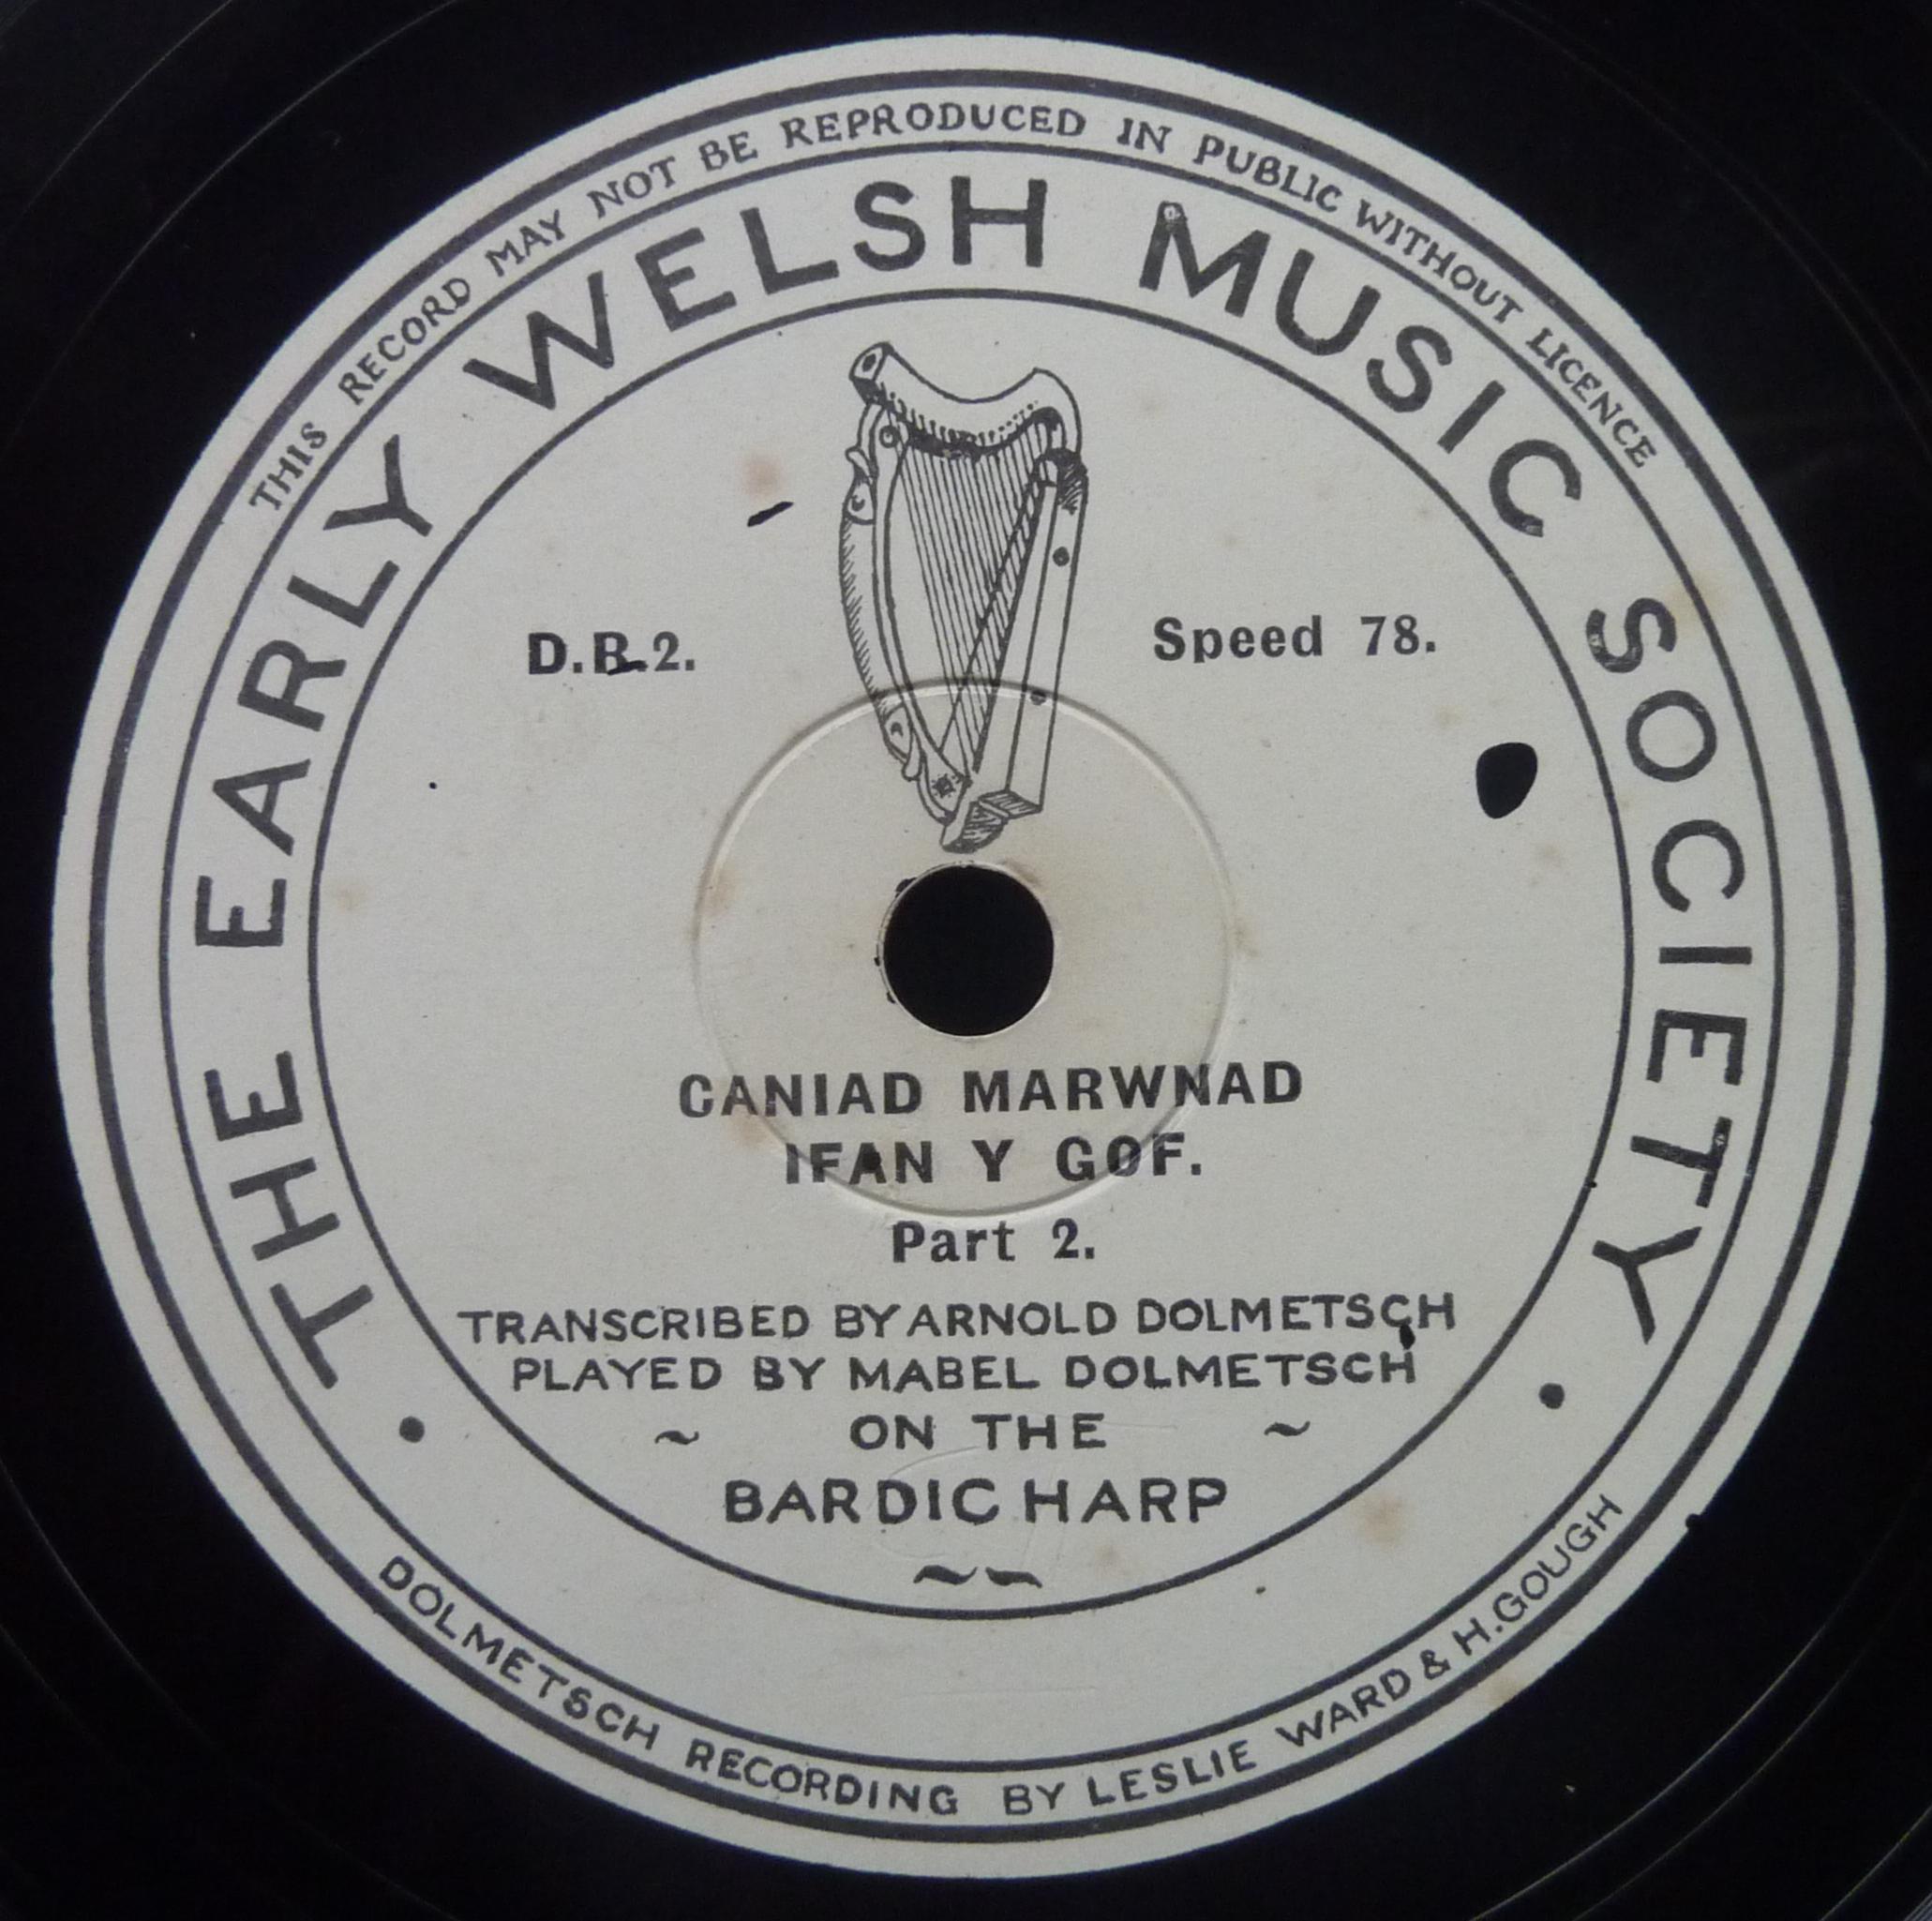 THIS RECORD MAY NOT BE REPRODUCED IN PUBLIC WITHOUT LICENCE
THE EARLY WELSH MUSIC SOCIETY
D.R.2.
Speed 78.
CANIAD MARWNAD
IFAN Y GOF.
Part 2.
TRANSCRIBED BY ARNOLD DOLMETSCH
PLAYED BY MABEL DOLMETSCH
~ ON THE ~
BARDIC HARP
~~
DOLMETSCH RECORDING BY LESLIE WARD & H.GOUGH